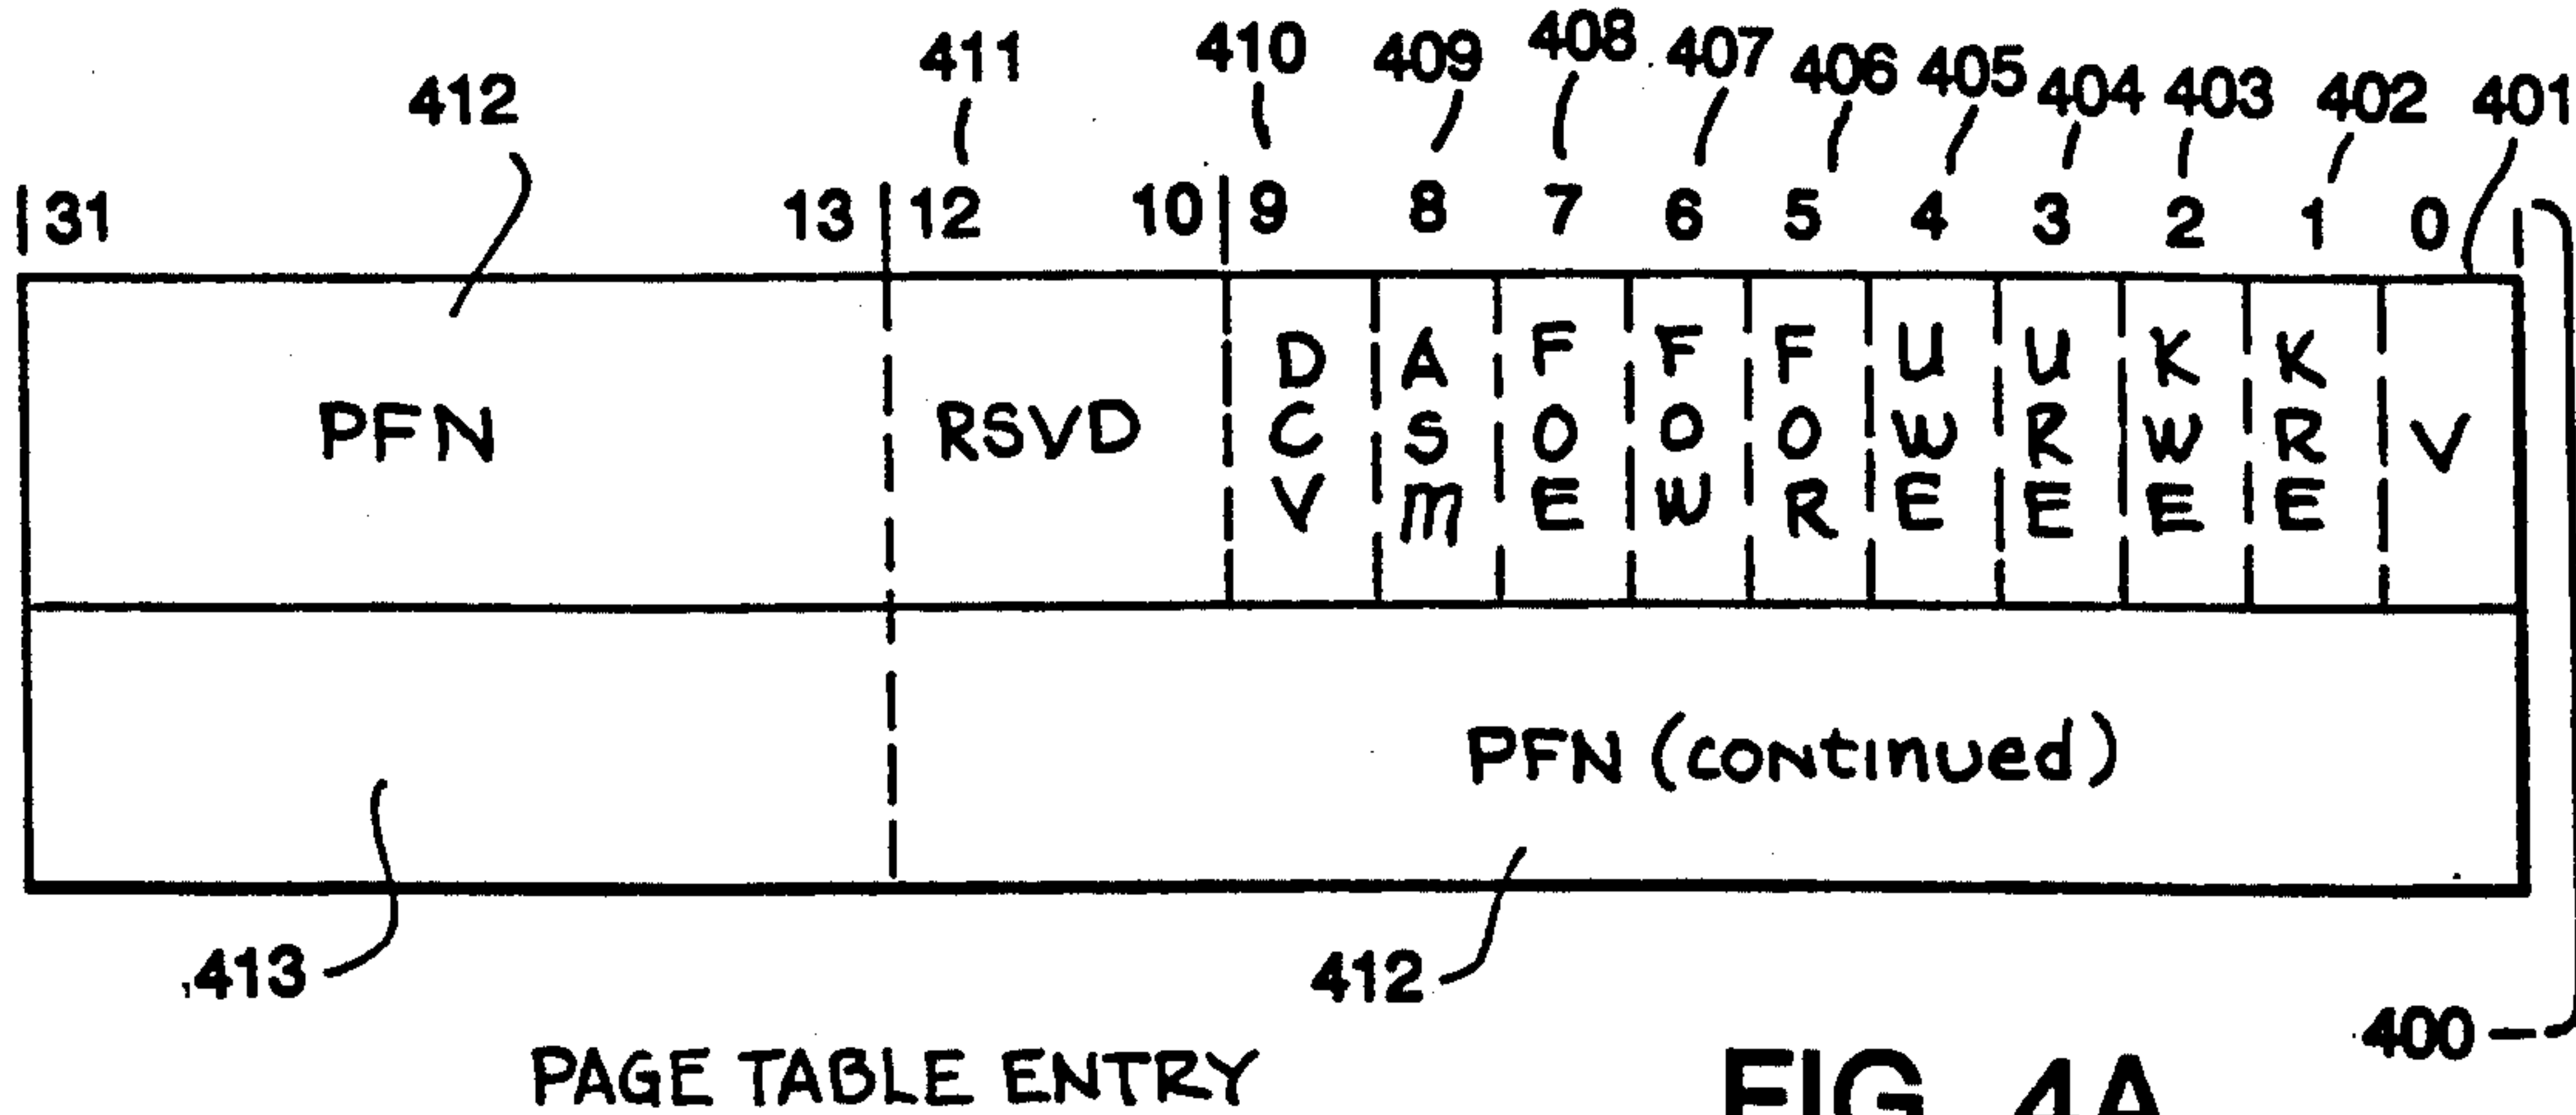 412 411 410 409 408 407 406 405 404 403 402 401
31 13 12 10 9 8 7 6 5 4 3 2 1 0
PFN RSVD DCV ASM FOE FOW FOR UWE URE KWE KRE V
PFN (continued)
413 412
400
PAGE TABLE ENTRY
FIG. 4A